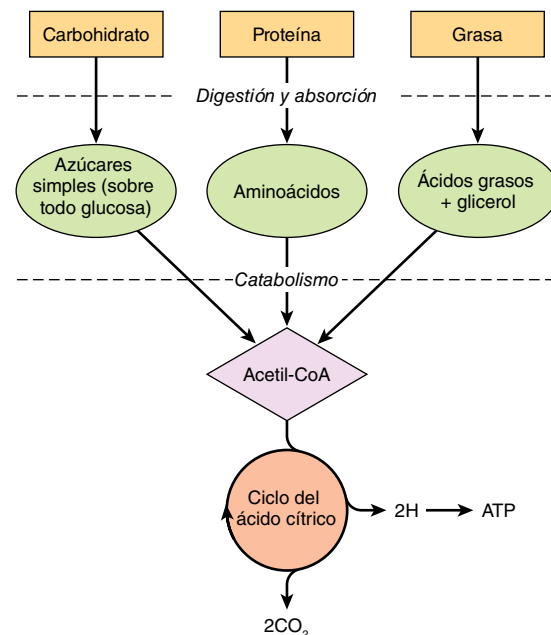 Carbohidrato
Proteína
Grasa
Digestión y absorción
Azúcares
simples (sobre
todo glucosa)
Aminoácidos
Ácidos grasos
+ glicerol
Catabolismo
Acetil-CoA
Ciclo del
ácido cítrico
2H
ATP
2CO₂